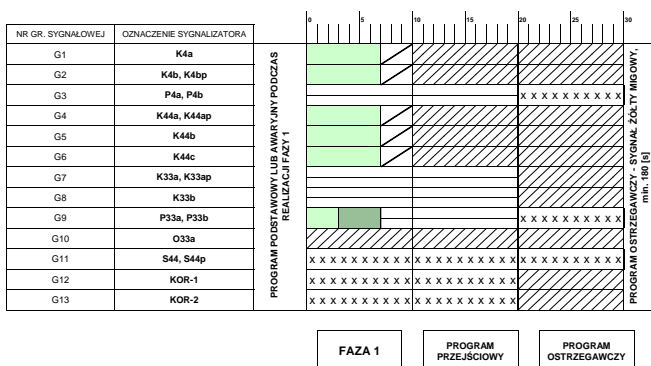 0 5 10 15 20 25 30
NR GR. SYGNAŁOWEJ OZNACZENIE SYGNALIZATORA
G1 K4a
G2 K4b, K4bp
G3 P4a, P4b X X X X X X X X X X
G4 K44a, K44ap
G5 K44b
G6 K44c
G7 K33a, K33ap
G8 K33b
G9 P33a, P33b X X X X X X X X X X
G10 O33a
G11 S44, S44p X X X X X X X X X X X X X X X X X X X X X X X X X X X X X X
G12 KOR-1 X X X X X X X X X X X X X X X X X X X X
G13 KOR-2 X X X X X X X X X X X X X X X X X X X X
PROGRAM PODSTAWOWY LUB AWARYJNY PODCZAS
REALIZACJI FAZY 1
PROGRAM OSTRZEGAWCZY - SYGNAŁ ŻÓŁTY MIGOWY,
min. 180 [s]
FAZA 1
PROGRAM
PRZEJŚCIOWY
PROGRAM
OSTRZEGAWCZY